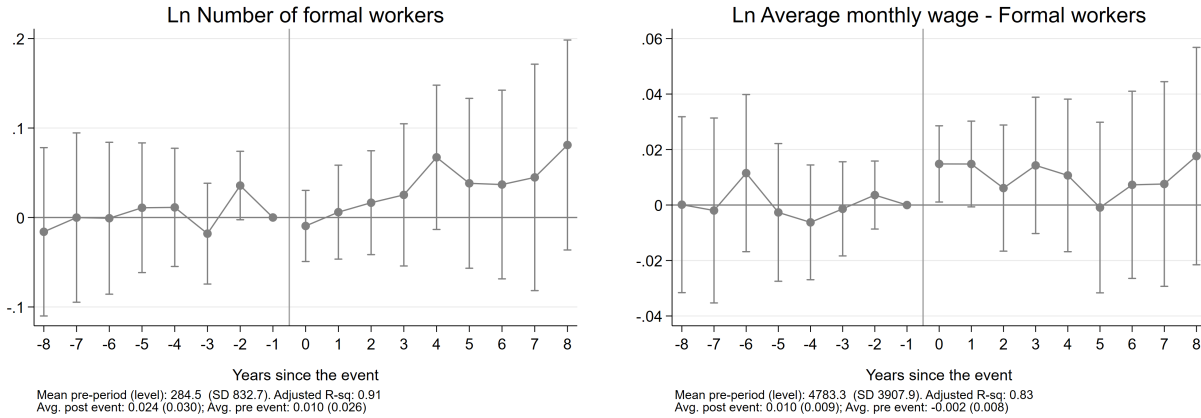 Ln Number of formal workers
.2
.1
0
-.1
-8 -7 -6 -5 -4 -3 -2 -1 0 1 2 3 4 5 6 7 8
Years since the event
Mean pre-period (level): 284.5 (SD 832.7). Adjusted R-sq: 0.91
Avg. post event: 0.024 (0.030); Avg. pre event: 0.010 (0.026)
Ln Average monthly wage - Formal workers
.06
.04
.02
0
-.02
-.04
-8 -7 -6 -5 -4 -3 -2 -1 0 1 2 3 4 5 6 7 8
Years since the event
Mean pre-period (level): 4783.3 (SD 3907.9). Adjusted R-sq: 0.83
Avg. post event: 0.010 (0.009); Avg. pre event: -0.002 (0.008)